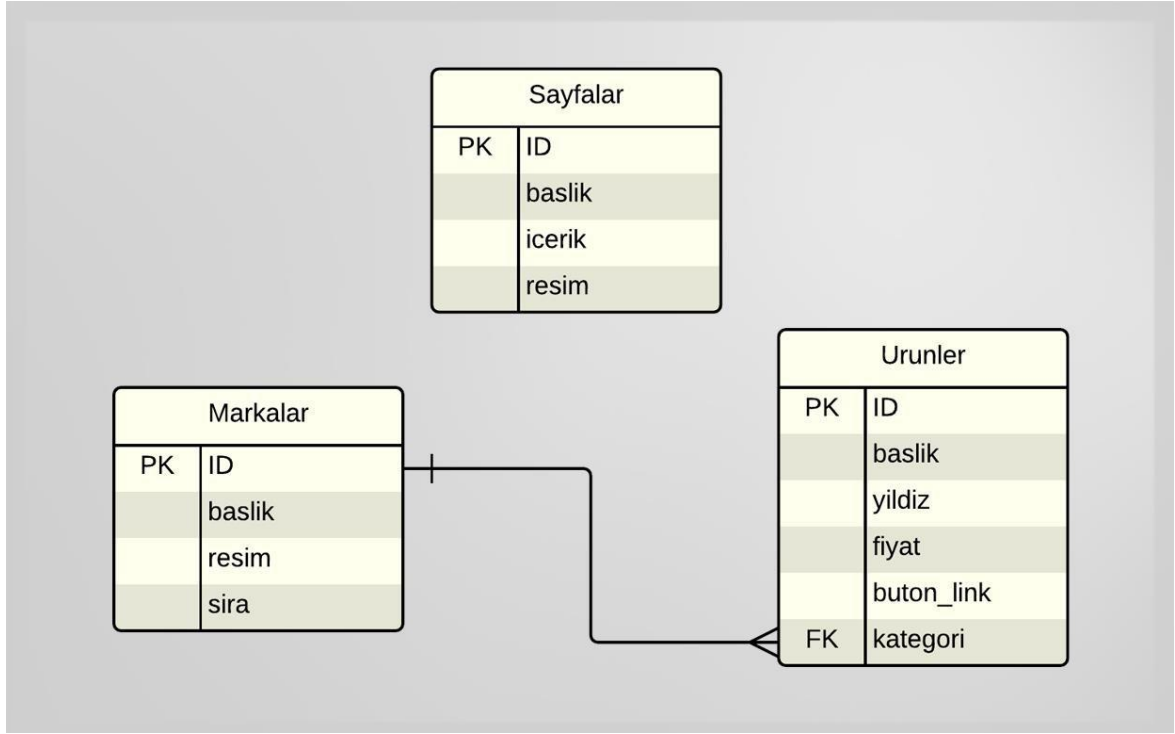 Sayfalar
PK ID
baslik
icerik
resim
Markalar
PK ID
baslik
resim
sira
Urunler
PK ID
baslik
yildiz
fiyat
buton_link
FK kategori